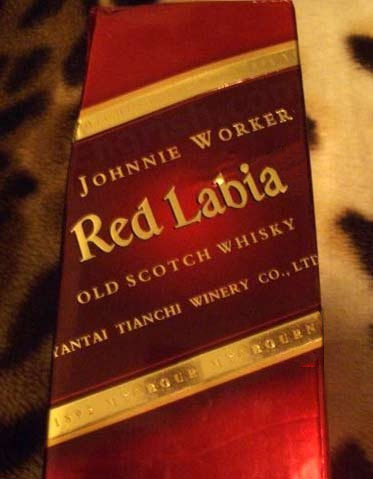 JOHNNIE WORKER
Red Labia
OLD SCOTCH WHISKY
YANTAI TIANCHI WINERY CO., LTD